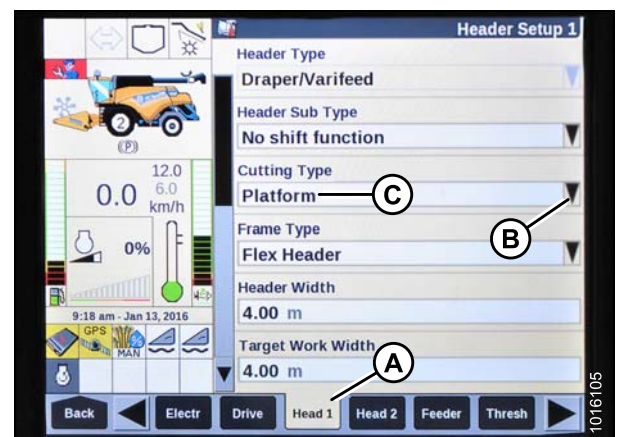 Header Setup 1
Header Type
Draper/Varifeed
Header Sub Type
No shift function
Cutting Type
Platform
C
B
Frame Type
Flex Header
Header Width
4.00 m
Target Work Width
4.00 m
A
2
(P)
12.0
6.0
0.0 km/h
0%
9:18 am - Jan 13, 2016
GPS
MAN
Back
Electr
Drive
Head 1
Head 2
Feeder
Thresh
1016105